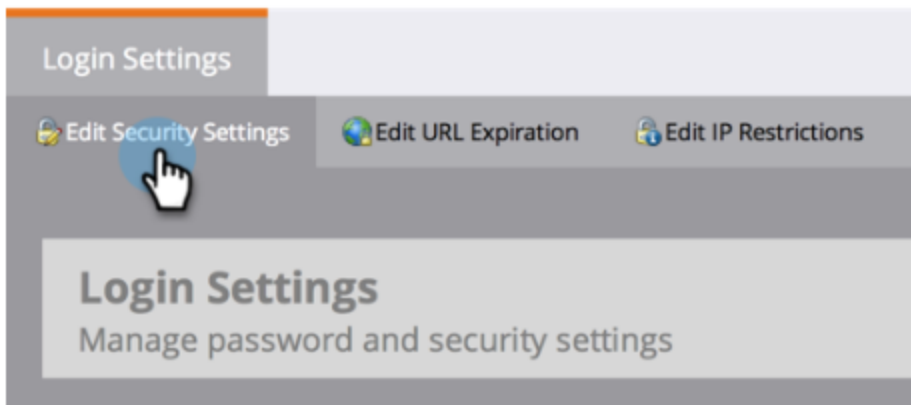 Login Settings
Edit Security Settings Edit URL Expiration Edit IP Restrictions
Login Settings
Manage password and security settings